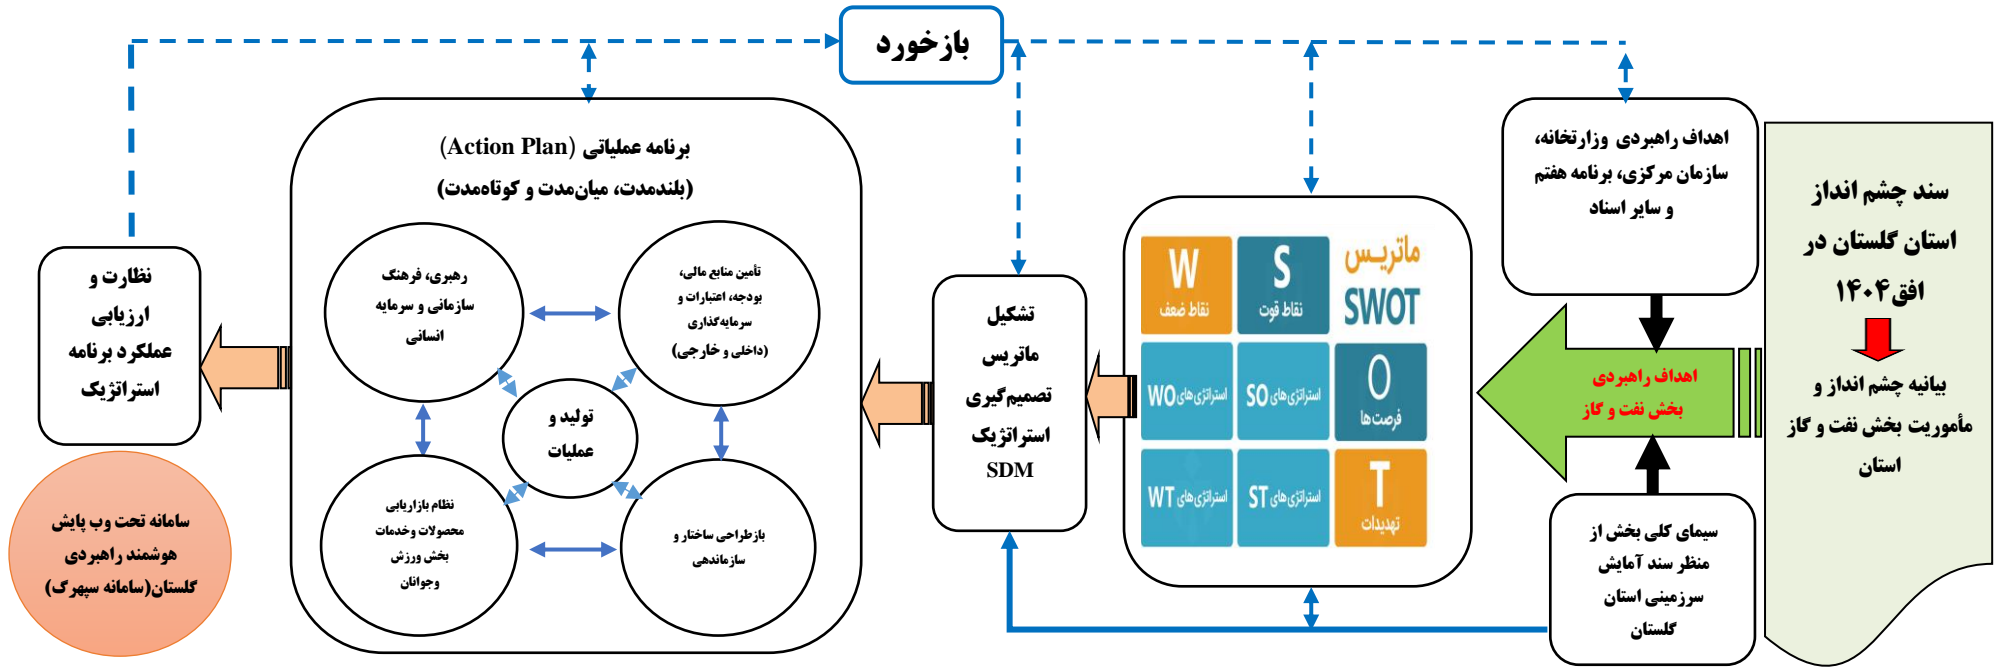 بازخورد
سند چشم انداز
استان گلستان در
افق۱۴۰۴
بیانیه چشم انداز و
مأموریت بخش نفت و گاز
استان
اهداف راهبردی وزارتخانه،
سازمان مرکزی، برنامه هفتم
و سایر اسناد
اهداف راهبردی
بخش نفت و گاز
سیمای کلی بخش از
منظر سند آمایش
سرزمینی استان
گلستان
ماتریس
SWOT
S
نقاط قوت
W
نقاط ضعف
O
فرصت‌ها
استراتژی‌های SO
استراتژی‌های WO
T
تهدیدات
استراتژی‌های ST
استراتژی‌های WT
تشکیل
ماتریس
تصمیم‌گیری
استراتژیک
SDM
برنامه عملیاتی (Action Plan)
(بلندمدت، میان‌مدت و کوتاه‌مدت)
تأمین منابع مالی،
بودجه، اعتبارات و
سرمایه‌گذاری
(داخلی و خارجی)
رهبری، فرهنگ
سازمانی و سرمایه
انسانی
تولید و
عملیات
بازطراحی ساختار و
سازماندهی
نظام بازاریابی
محصولات وخدمات
بخش ورزش
وجوانان
نظارت و
ارزیابی
عملکرد برنامه
استراتژیک
سامانه تحت وب پایش
هوشمند راهبردی
گلستان(سامانه سپهرگ)